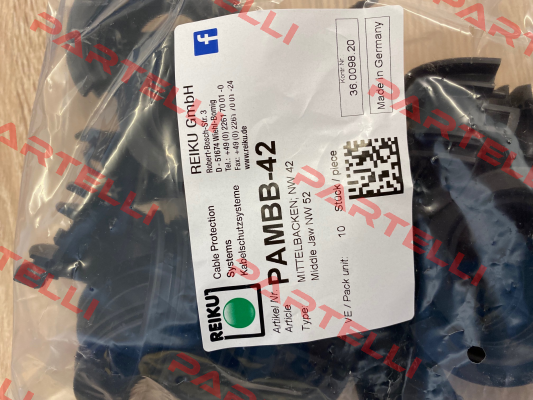 REIKU
Cable Protection
Systems
Kabelschutzsysteme
REIKU GmbH
Robert-Bosch-Str. 3
D - 51674 Wiehl-Bomig
Tel.: +49 (0) 2261 70 01 -0
Fax: +49 (0) 2261 70 01 -24
www.reiku.de
Artikel Nr.
Article
PAMBB-42
Type:
MITTELBACKEN; NW 42
Middle Jaw NW 52
VE / Pack unit:
10
Stück / piece
Kontr.Nr.
36.0098.20
Made in Germany
f
PARTELLI
PARTELLI
PARTELLI
PARTELLI
PARTELLI